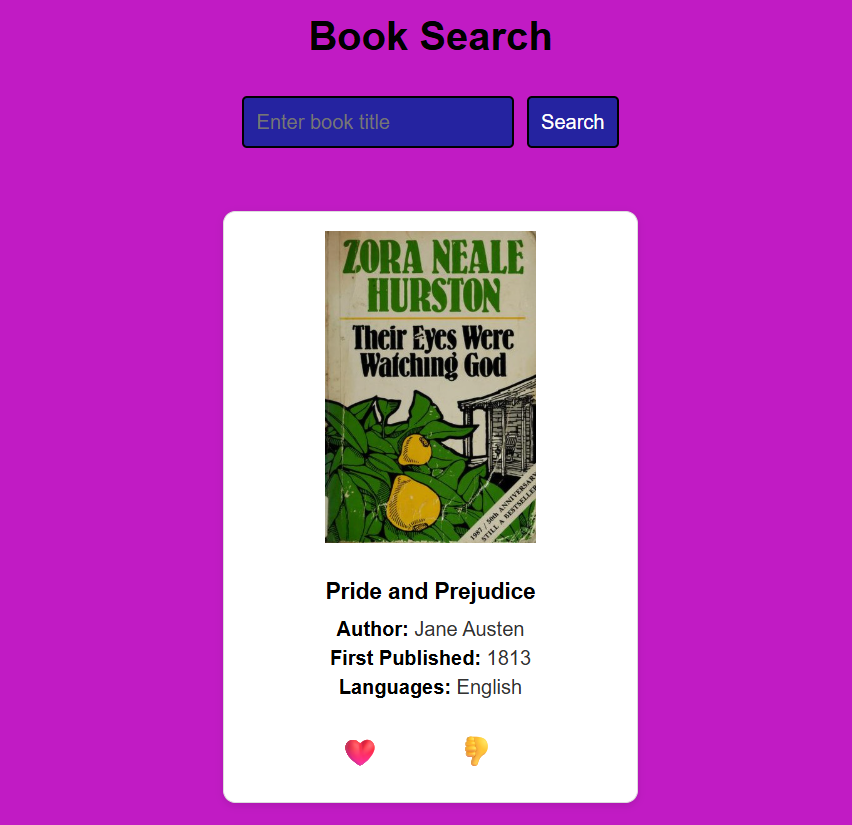 Book Search
Enter book title
Search
ZORA NEALE
HURSTON
Their Eyes Were
Watching God
1987 / 50th ANNIVERSARY
STILL A BESTSELLER
Pride and Prejudice
Author: Jane Austen
First Published: 1813
Languages: English